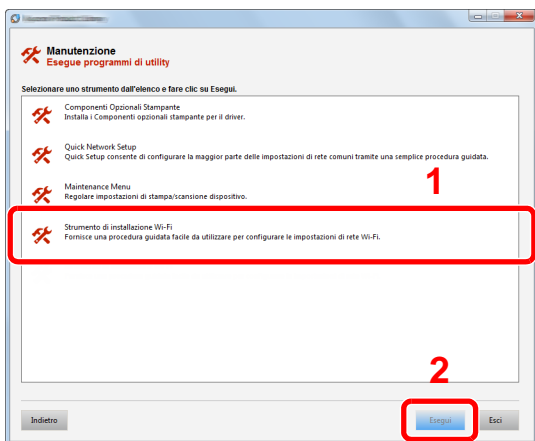 Manutenzione
Esegue programmi di utility
Selezionare uno strumento dall'elenco e fare clic su Esegui.
Componenti Opzionali Stampante
Installa i Componenti opzionali stampante per il driver.
Quick Network Setup
Quick Setup consente di configurare la maggior parte delle impostazioni di rete comuni tramite una semplice procedura guidata.
1
Maintenance Menu
Regolare impostazioni di stampa/scansione dispositivo.
Strumento di installazione Wi-Fi
Fornisce una procedura guidata facile da utilizzare per configurare le impostazioni di rete Wi-Fi.
2
Indietro
Esegui
Esci